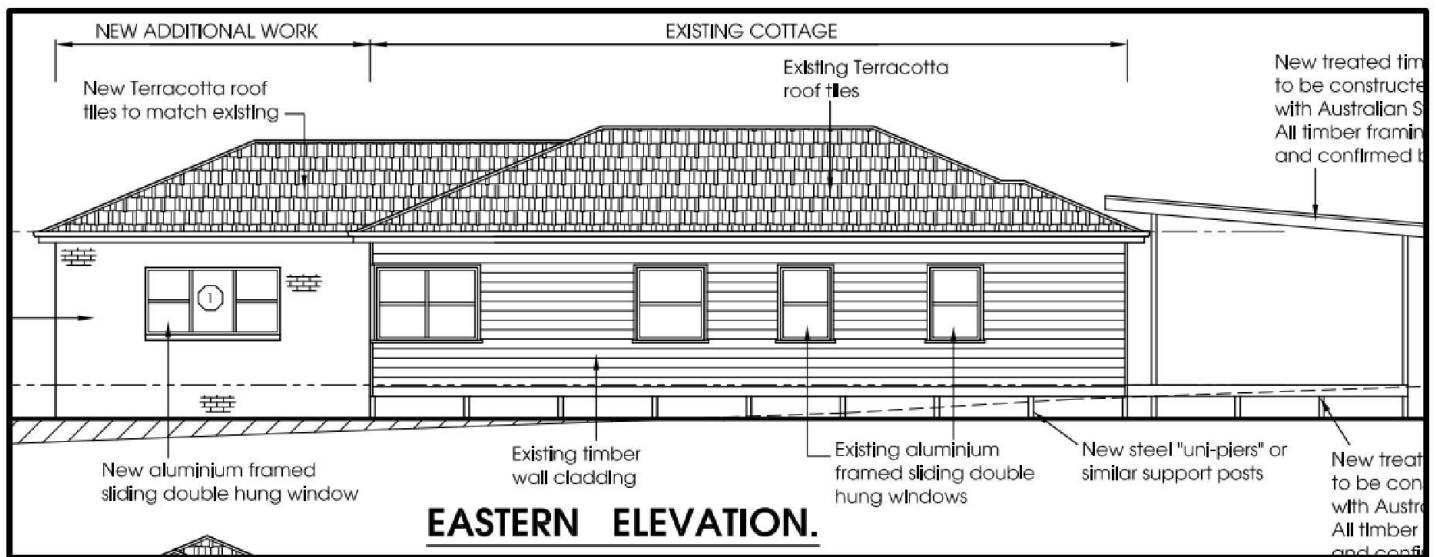 NEW ADDITIONAL WORK
EXISTING COTTAGE
New Terracotta roof
tiles to match existing
Existing Terracotta
roof tiles
New treated tim
to be constructe
with Australian S
All timber framin
and confirmed b
1
New aluminium framed
sliding double hung window
Existing timber
wall cladding
Existing aluminium
framed sliding double
hung windows
New steel "uni-piers" or
similar support posts
New treat
to be con
with Austra
All timber
and confi
EASTERN ELEVATION.